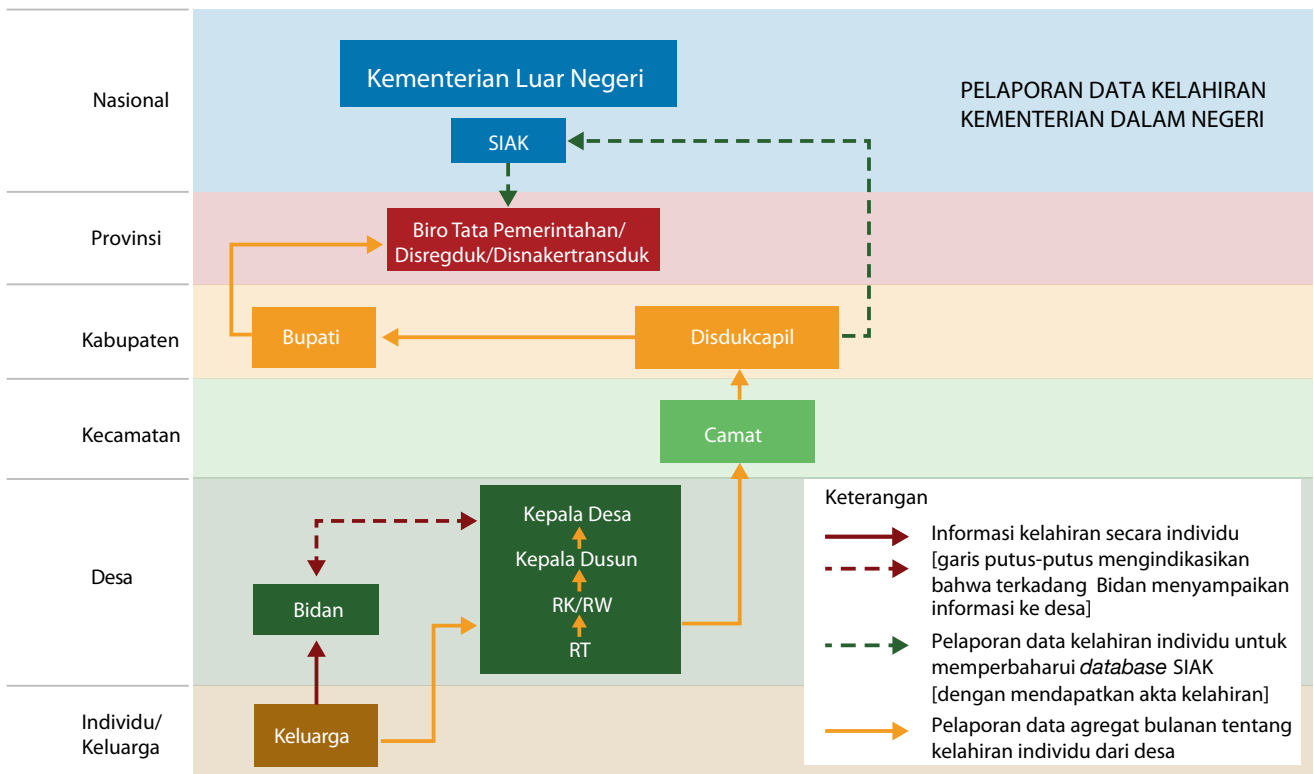 Nasional
Kementerian Luar Negeri
SIAK
PELAPORAN DATA KELAHIRAN
KEMENTERIAN DALAM NEGERI
Provinsi
Biro Tata Pemerintahan/
Disregduk/Disnakertransduk
Kabupaten
Bupati
Disdukcapil
Kecamatan
Camat
Desa
Bidan
Kepala Desa
Kepala Dusun
RK/RW
RT
Individu/
Keluarga
Keluarga
Keterangan
Informasi kelahiran secara individu
[garis putus-putus mengindikasikan
bahwa terkadang Bidan menyampaikan
informasi ke desa]
Pelaporan data kelahiran individu untuk
memperbaharui database SIAK
[dengan mendapatkan akta kelahiran]
Pelaporan data agregat bulanan tentang
kelahiran individu dari desa